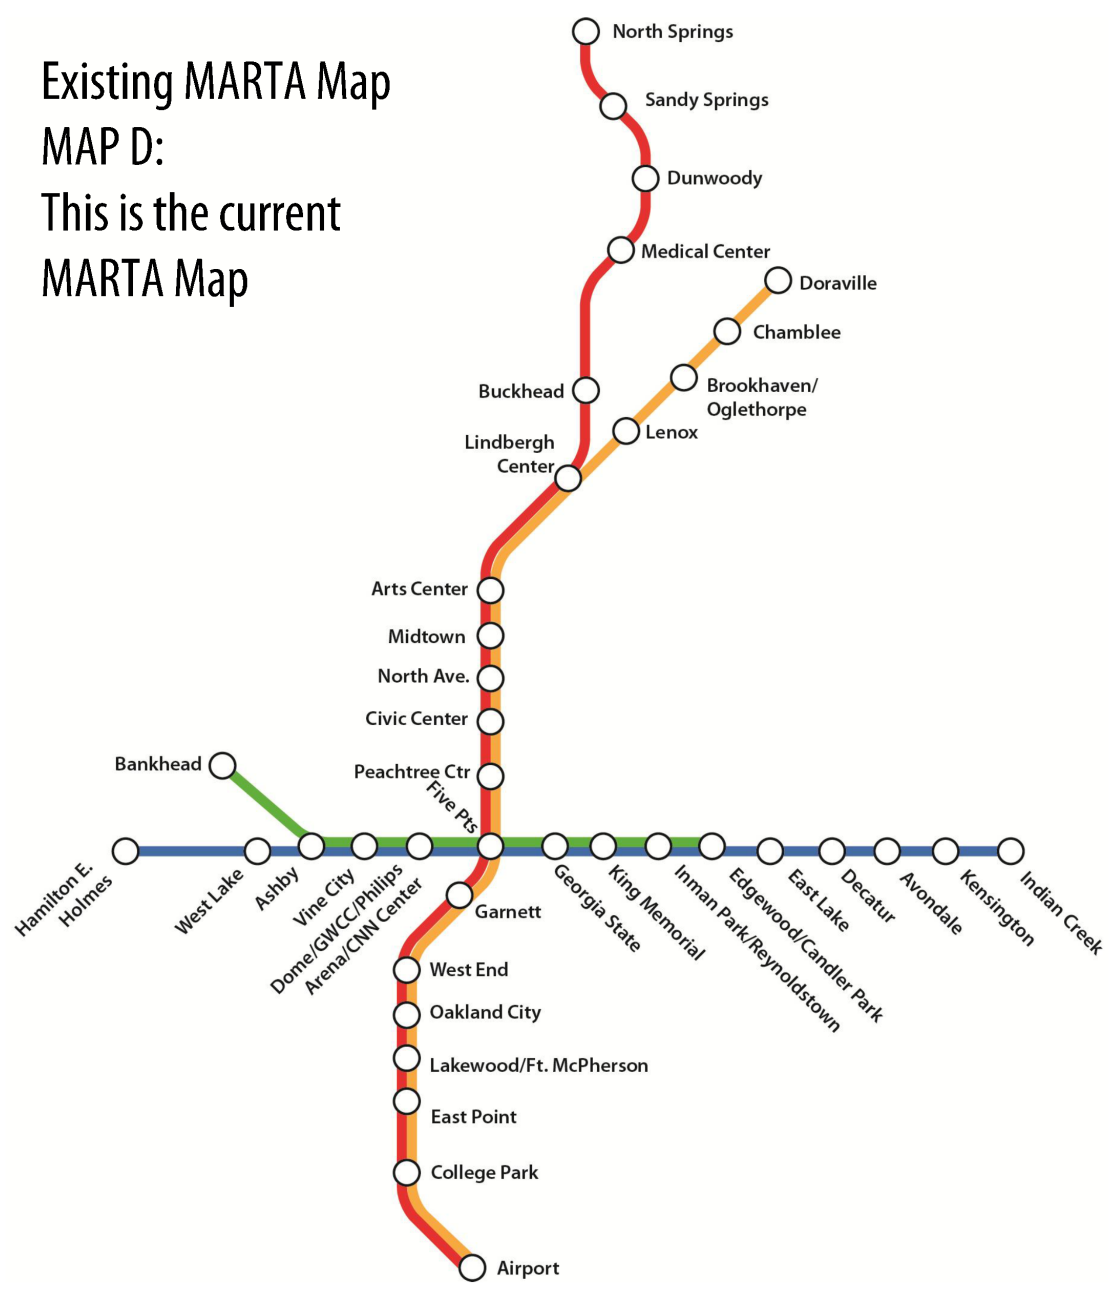 Existing MARTA Map
MAP D:
This is the current
MARTA Map
North Springs
Sandy Springs
Dunwoody
Medical Center
Doraville
Chamblee
Brookhaven/
Oglethorpe
Buckhead
Lenox
Lindbergh
Center
Arts Center
Midtown
North Ave.
Civic Center
Bankhead
Peachtree Ctr
Five Pts
Hamilton E.
Holmes
West Lake
Ashby
Vine City
Dome/GWCC/Philips
Arena/CNN Center
Georgia State
King Memorial
Inman Park/Reynoldstown
Edgewood/Candler Park
East Lake
Decatur
Avondale
Kensington
Indian Creek
Garnett
West End
Oakland City
Lakewood/Ft. McPherson
East Point
College Park
Airport